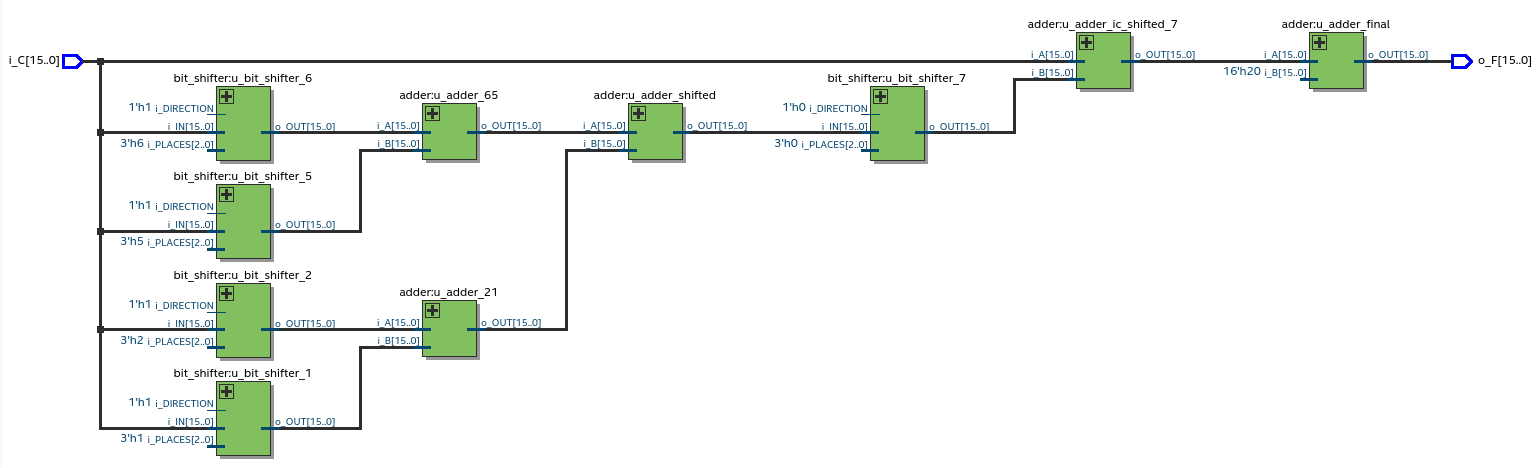 adder:u_adder_ic_shifted_7
adder:u_adder_final
i_C[15..0]
i_A[15..0]
o_OUT[15..0]
i_B[15..0]
i_A[15..0]
o_OUT[15..0]
16'h20 i_B[15..0]
o_F[15..0]
bit_shifter:u_bit_shifter_6
1'h1 i_DIRECTION
i_IN[15..0]
o_OUT[15..0]
3'h6 i_PLACES[2..0]
adder:u_adder_65
i_A[15..0]
o_OUT[15..0]
i_B[15..0]
adder:u_adder_shifted
i_A[15..0]
o_OUT[15..0]
i_B[15..0]
bit_shifter:u_bit_shifter_7
1'h0 i_DIRECTION
i_IN[15..0]
o_OUT[15..0]
3'h0 i_PLACES[2..0]
bit_shifter:u_bit_shifter_5
1'h1 i_DIRECTION
i_IN[15..0]
o_OUT[15..0]
3'h5 i_PLACES[2..0]
bit_shifter:u_bit_shifter_2
1'h1 i_DIRECTION
i_IN[15..0]
o_OUT[15..0]
3'h2 i_PLACES[2..0]
adder:u_adder_21
i_A[15..0]
o_OUT[15..0]
i_B[15..0]
bit_shifter:u_bit_shifter_1
1'h1 i_DIRECTION
i_IN[15..0]
o_OUT[15..0]
3'h1 i_PLACES[2..0]